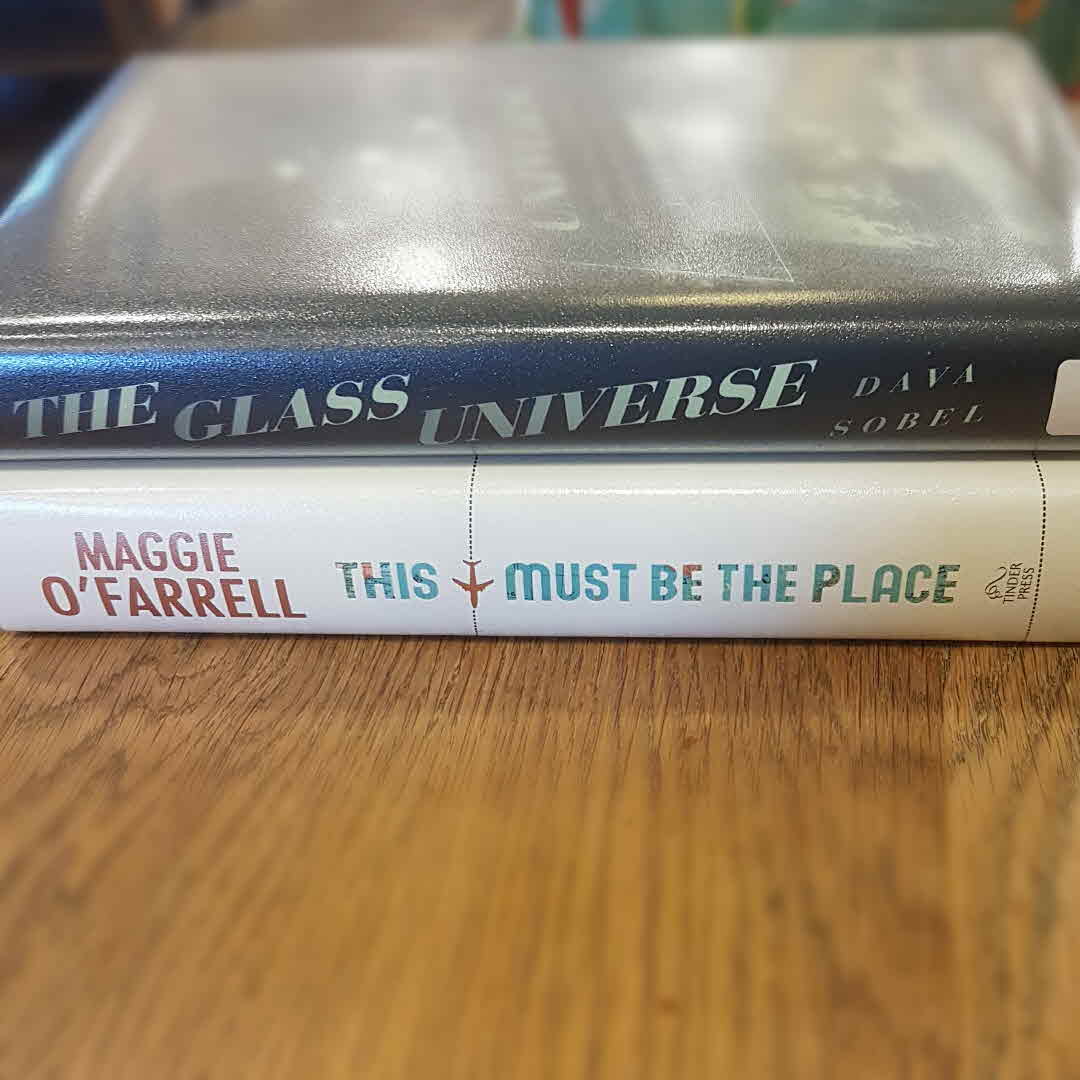 THE GLASS UNIVERSE
DAVA
SOBEL
MAGGIE
O'FARRELL
THIS MUST BE THE PLACE
TINDER
PRESS